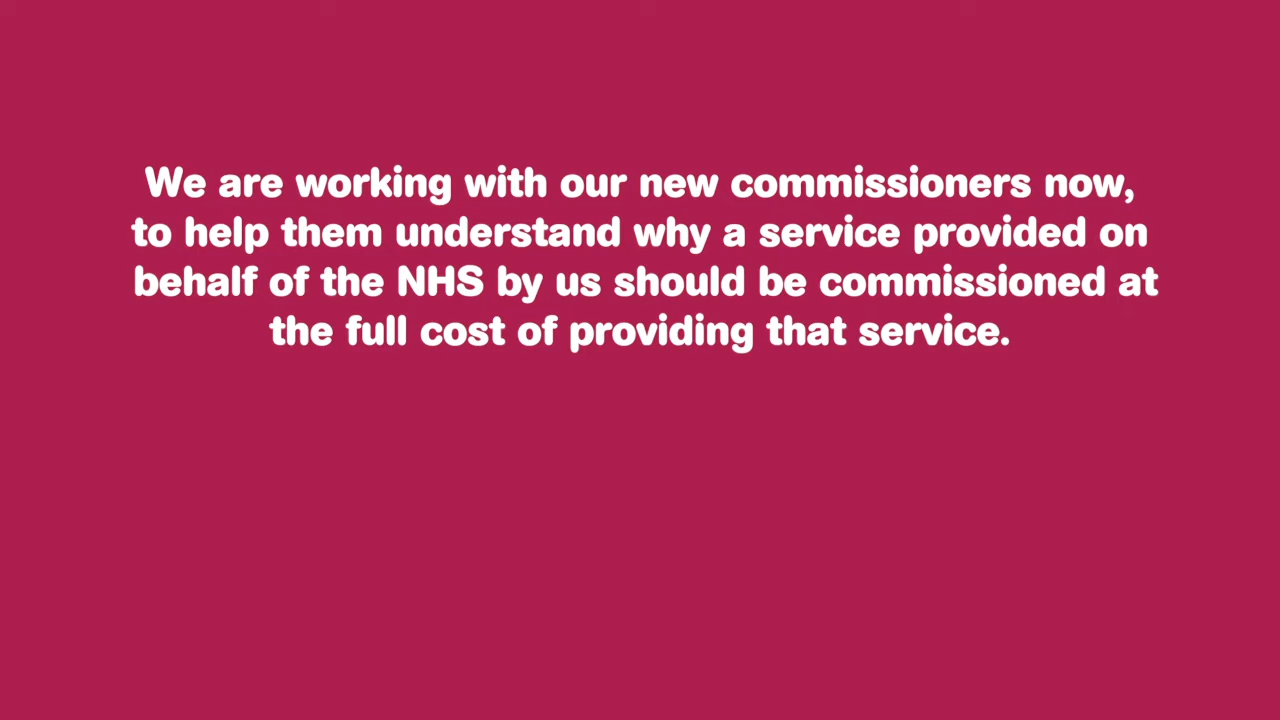 We are working with our new commissioners now,
to help them understand why a service provided on
behalf of the NHS by us should be commissioned at
the full cost of providing that service.